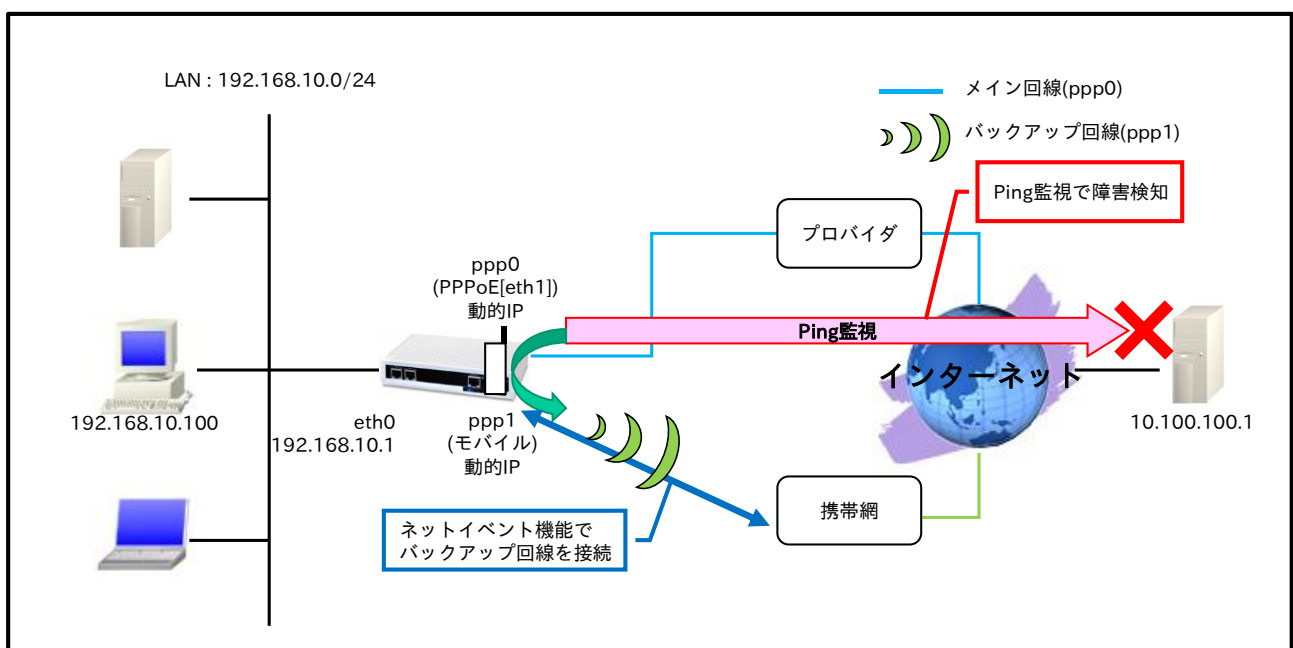 LAN : 192.168.10.0/24
メイン回線(ppp0)
バックアップ回線(ppp1)
Ping監視で障害検知
プロバイダ
ppp0
(PPPoE[eth1])
動的IP
Ping監視
インターネット
192.168.10.100
eth0
192.168.10.1
ppp1
(モバイル)
動的IP
10.100.100.1
ネットイベント機能で
バックアップ回線を接続
携帯網